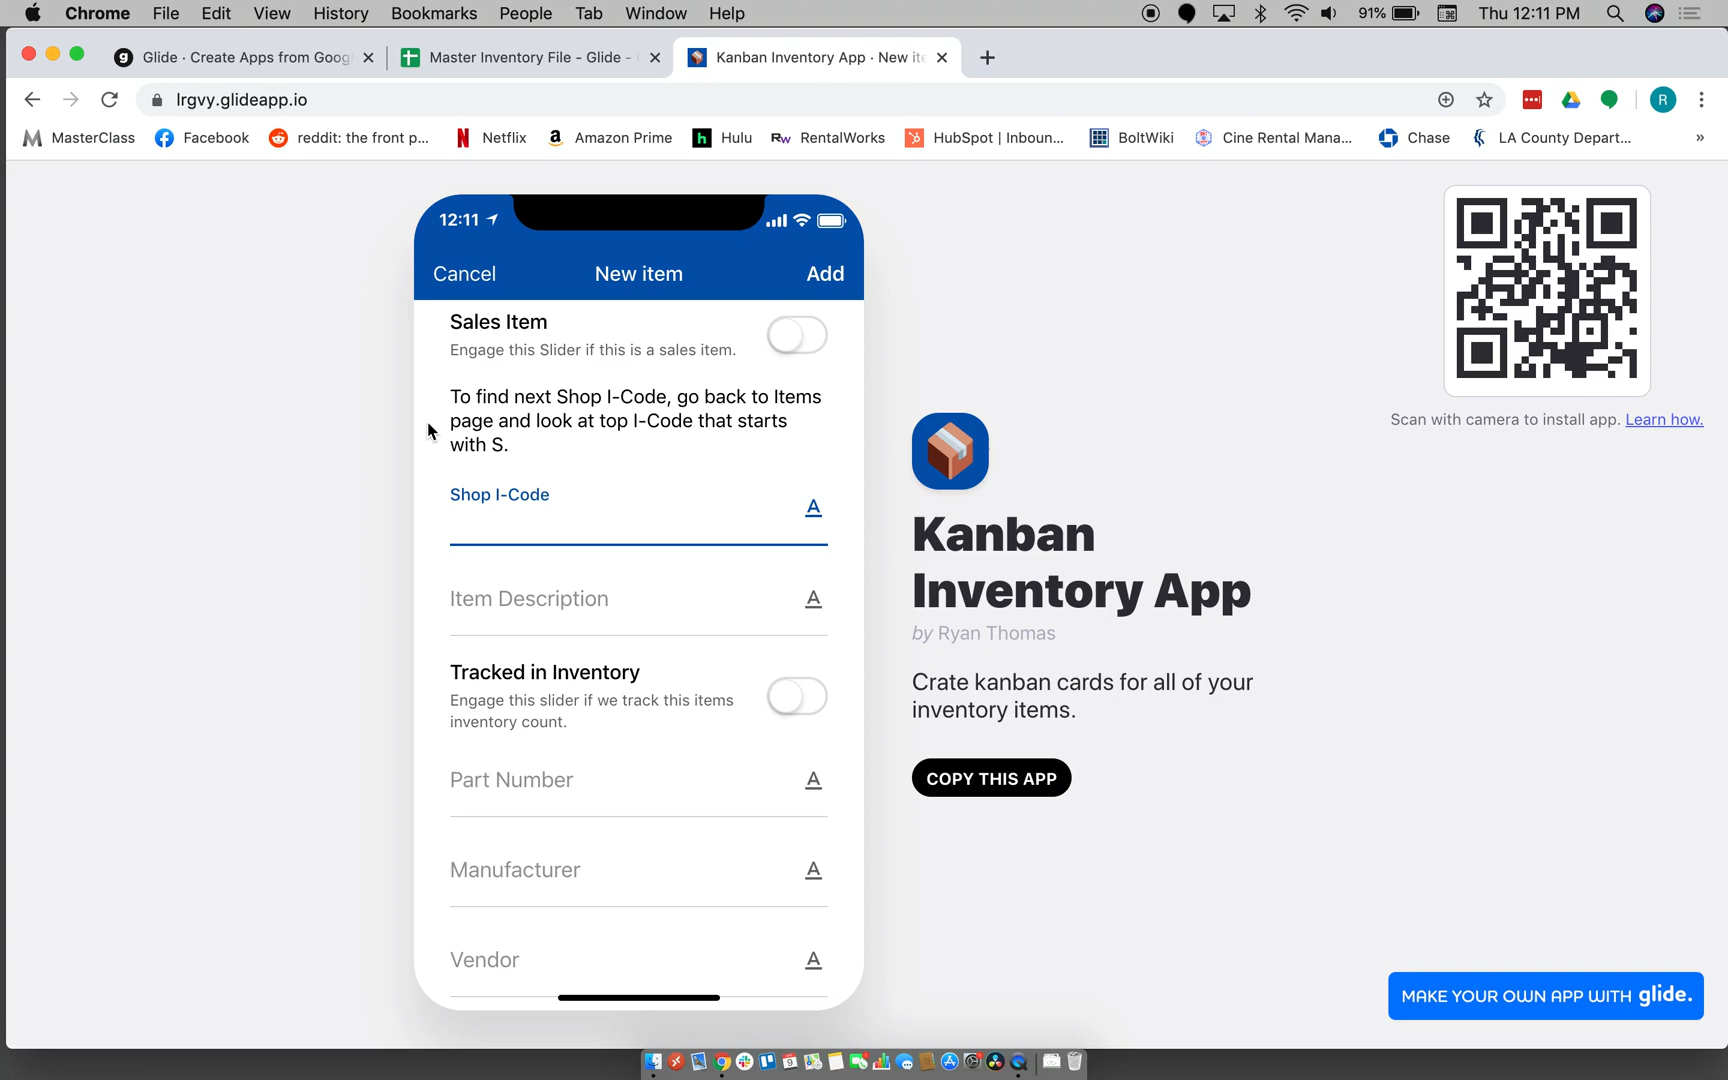 Chrome File Edit View History Bookmarks People Tab Window Help 91% Thu 12:11 PM
Glide · Create Apps from Goog
Master Inventory File - Glide -
Kanban Inventory App · New ite
lrgvy.glideapp.io
R
MasterClass Facebook reddit: the front p... Netflix Amazon Prime Hulu RentalWorks HubSpot | Inboun... BoltWiki Cine Rental Mana... Chase LA County Depart... »
12:11
Cancel New item Add
Sales Item
Engage this Slider if this is a sales item.
To find next Shop I-Code, go back to Items
page and look at top I-Code that starts
with S.
Shop I-Code
Item Description
Tracked in Inventory
Engage this slider if we track this items
inventory count.
Part Number
Manufacturer
Vendor
Scan with camera to install app. Learn how.
Kanban
Inventory App
by Ryan Thomas
Crate kanban cards for all of your
inventory items.
COPY THIS APP
MAKE YOUR OWN APP WITH glide.